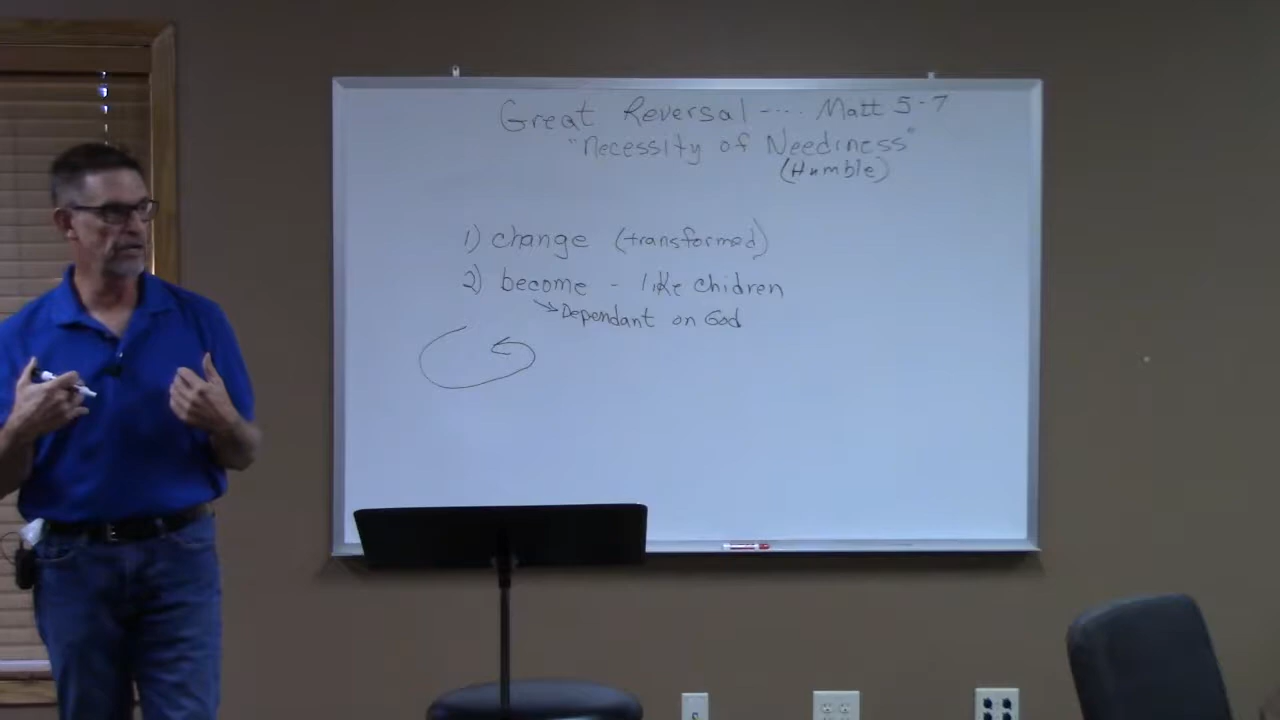 Great Reversal ---- Matt 5-7
"Necessity of Neediness"
(Humble)
1) change (transformed)
2) become - like chidren
Dependant on God